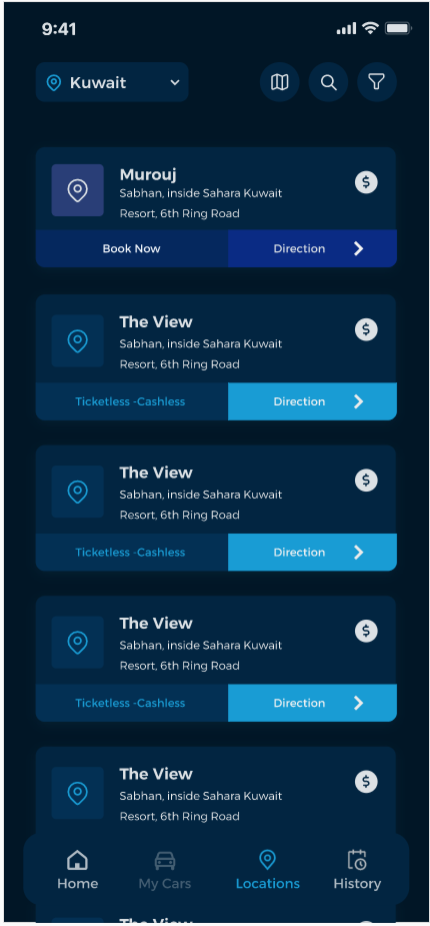 9:41
Kuwait
Murouj
$
Sabhan, inside Sahara Kuwait
Resort, 6th Ring Road
Book Now
Direction
The View
$
Sabhan, inside Sahara Kuwait
Resort, 6th Ring Road
Ticketless -Cashless
Direction
The View
$
Sabhan, inside Sahara Kuwait
Resort, 6th Ring Road
Ticketless -Cashless
Direction
The View
$
Sabhan, inside Sahara Kuwait
Resort, 6th Ring Road
Ticketless -Cashless
Direction
The View
$
Sabhan, inside Sahara Kuwait
Resort, 6th Ring Road
Home
My Cars
Locations
History
The View